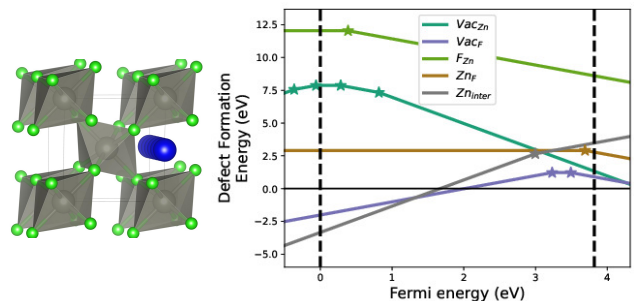 Defect Formation
Energy (eV)
12.5
10.0
7.5
5.0
2.5
0.0
−2.5
−5.0
Vac_Zn
Vac_F
F_Zn
Zn_F
Zn_inter
0
1
2
3
4
Fermi energy (eV)